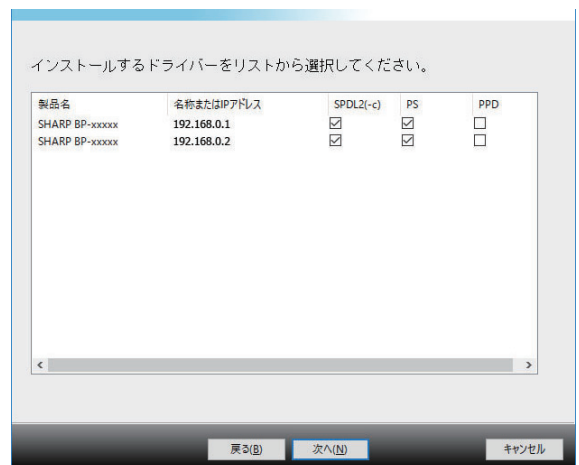 インストールするドライバーをリストから選択してください。
製品名 名称またはIPアドレス SPDL2(-c) PS PPD
SHARP BP-xxxxx 192.168.0.1
SHARP BP-xxxxx 192.168.0.2
戻る(B) 次へ(N) キャンセル